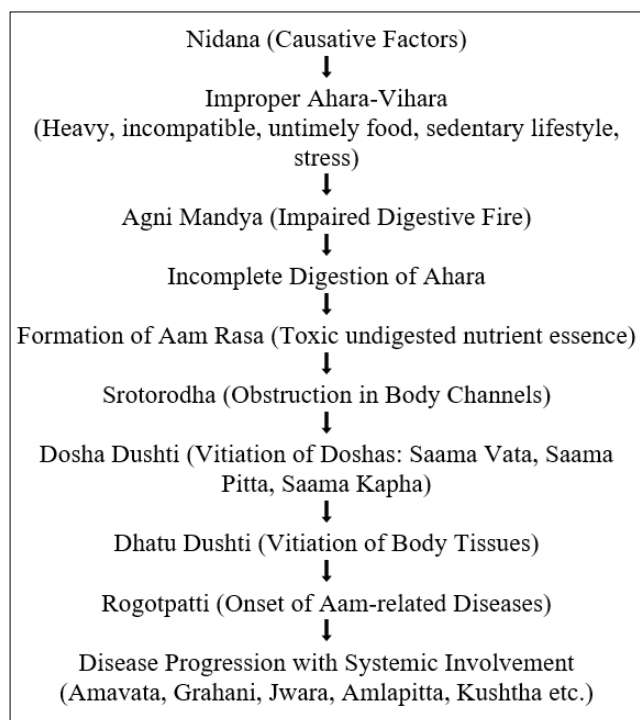 Nidana (Causative Factors)
Improper Ahara-Vihara
(Heavy, incompatible, untimely food, sedentary lifestyle,
stress)
Agni Mandya (Impaired Digestive Fire)
Incomplete Digestion of Ahara
Formation of Aam Rasa (Toxic undigested nutrient essence)
Srotorodha (Obstruction in Body Channels)
Dosha Dushti (Vitiation of Doshas: Saama Vata, Saama
Pitta, Saama Kapha)
Dhatu Dushti (Vitiation of Body Tissues)
Rogotpatti (Onset of Aam-related Diseases)
Disease Progression with Systemic Involvement
(Amavata, Grahani, Jwara, Amlapitta, Kushtha etc.)